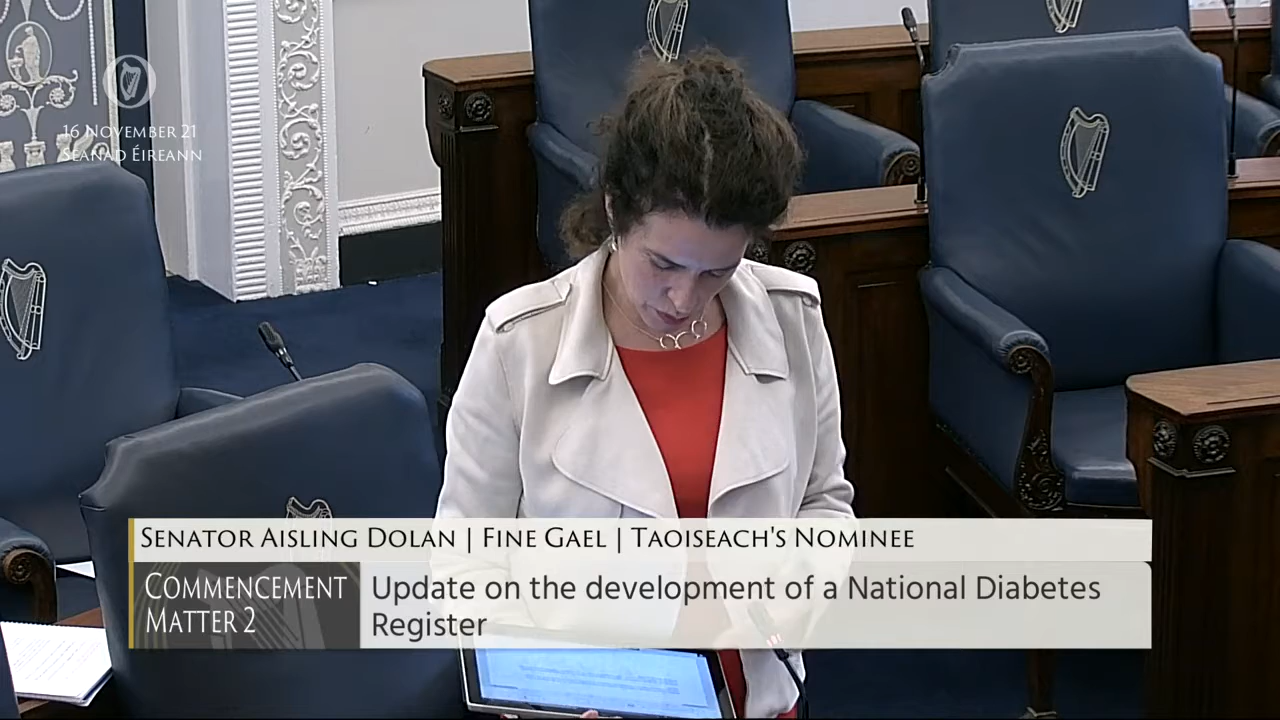 16 November 21
Seanad Éireann
Senator Aisling Dolan | Fine Gael | Taoiseach's Nominee
Commencement
Matter 2
Update on the development of a National Diabetes
Register